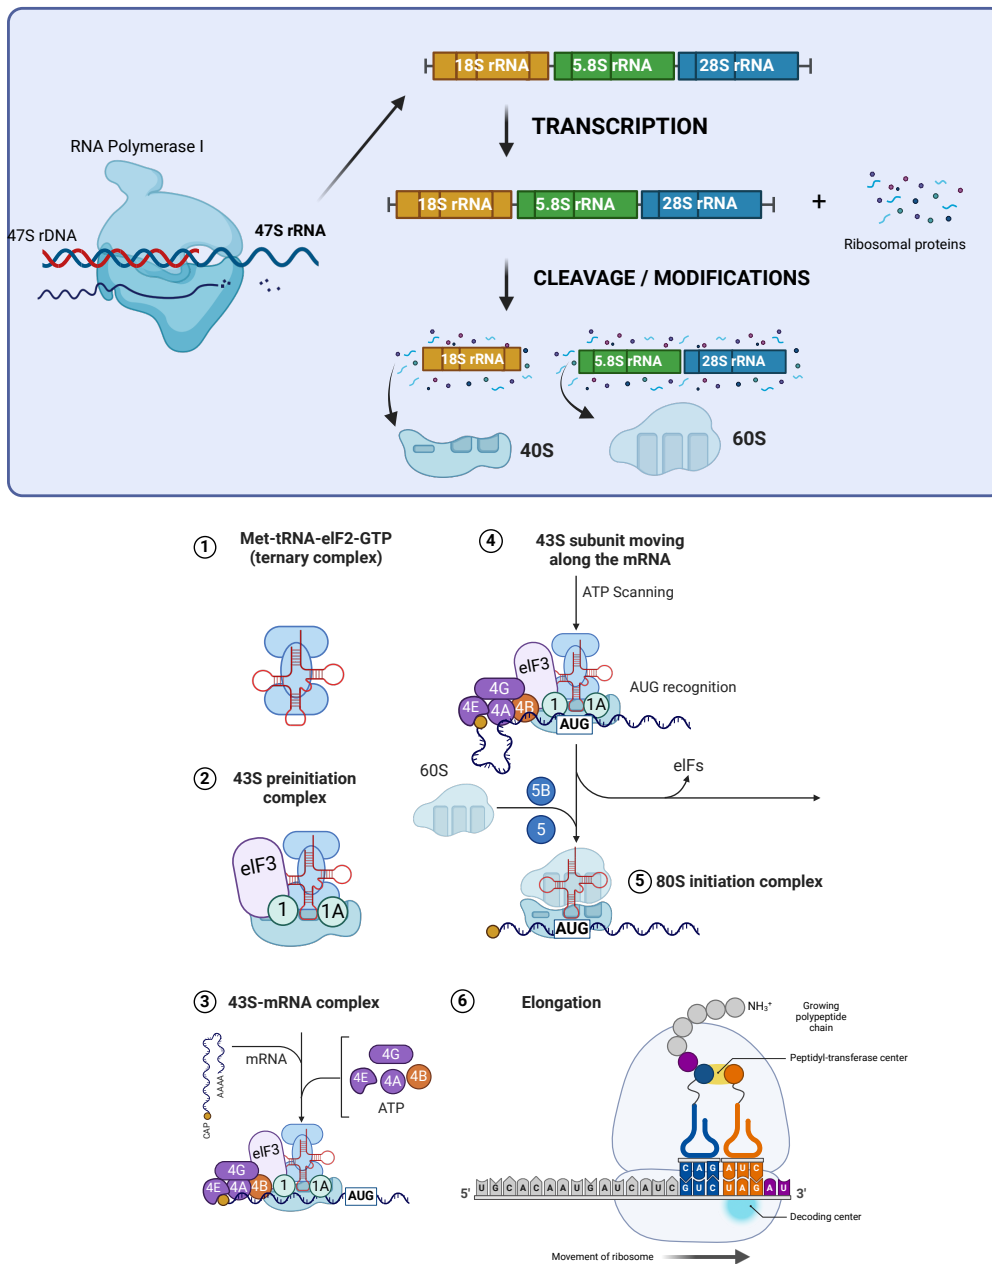 18S rRNA 5.8S rRNA 28S rRNA
TRANSCRIPTION
RNA Polymerase I
47S rDNA
47S rRNA
18S rRNA 5.8S rRNA 28S rRNA
+
Ribosomal proteins
CLEAVAGE / MODIFICATIONS
18S rRNA
5.8S rRNA 28S rRNA
40S
60S
1
Met-tRNA-eIF2-GTP
(ternary complex)
2
43S preinitiation
complex
eIF3
1
1A
3
43S-mRNA complex
mRNA
AAAA
CAP
4G
4E
4A
4B
ATP
eIF3
4G
4E
4A
4B
1
1A
AUG
4
43S subunit moving
along the mRNA
ATP Scanning
eIF3
4G
4E
4A
4B
1
1A
AUG
AUG recognition
60S
5B
5
eIFs
5
80S initiation complex
AUG
6
Elongation
NH₃⁺
Growing
polypeptide
chain
Peptidyl-transferase center
C A G A U C
5' U G C A C A A U G A U C A U C G U C U A G A U 3'
Decoding center
Movement of ribosome